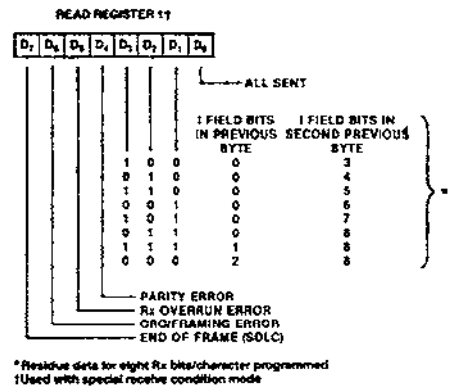 READ REGISTER 1†
D7 D6 D5 D4 D3 D2 D1 D0
ALL SENT
I FIELD BITS I FIELD BITS IN
IN PREVIOUS SECOND PREVIOUS
BYTE BYTE
1 0 0 0 3
0 1 0 0 4
1 1 0 0 5
0 0 1 0 6
1 0 1 0 7
0 1 1 0 8
1 1 1 1 8
0 0 0 2 8
*
PARITY ERROR
Rx OVERRUN ERROR
CRC/FRAMING ERROR
END OF FRAME (SDLC)
*Residue data for eight Rx bits/character programmed
†Used with special receive condition mode